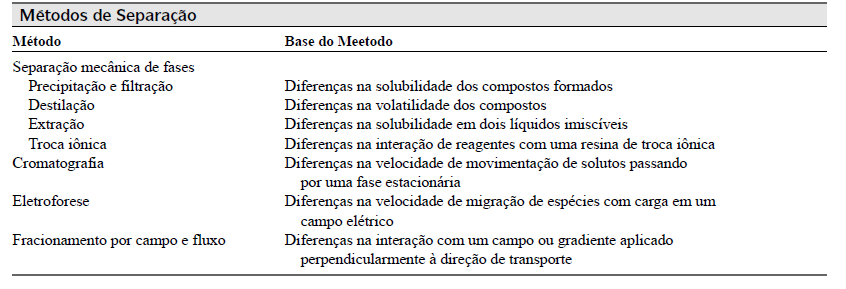 Métodos de Separação
Método Base do Meetodo
Separação mecânica de fases
Precipitação e filtração Diferenças na solubilidade dos compostos formados
Destilação Diferenças na volatilidade dos compostos
Extração Diferenças na solubilidade em dois líquidos imiscíveis
Troca iônica Diferenças na interação de reagentes com uma resina de troca iônica
Cromatografia Diferenças na velocidade de movimentação de solutos passando
por uma fase estacionária
Eletroforese Diferenças na velocidade de migração de espécies com carga em um
campo elétrico
Fracionamento por campo e fluxo Diferenças na interação com um campo ou gradiente aplicado
perpendicularmente à direção de transporte